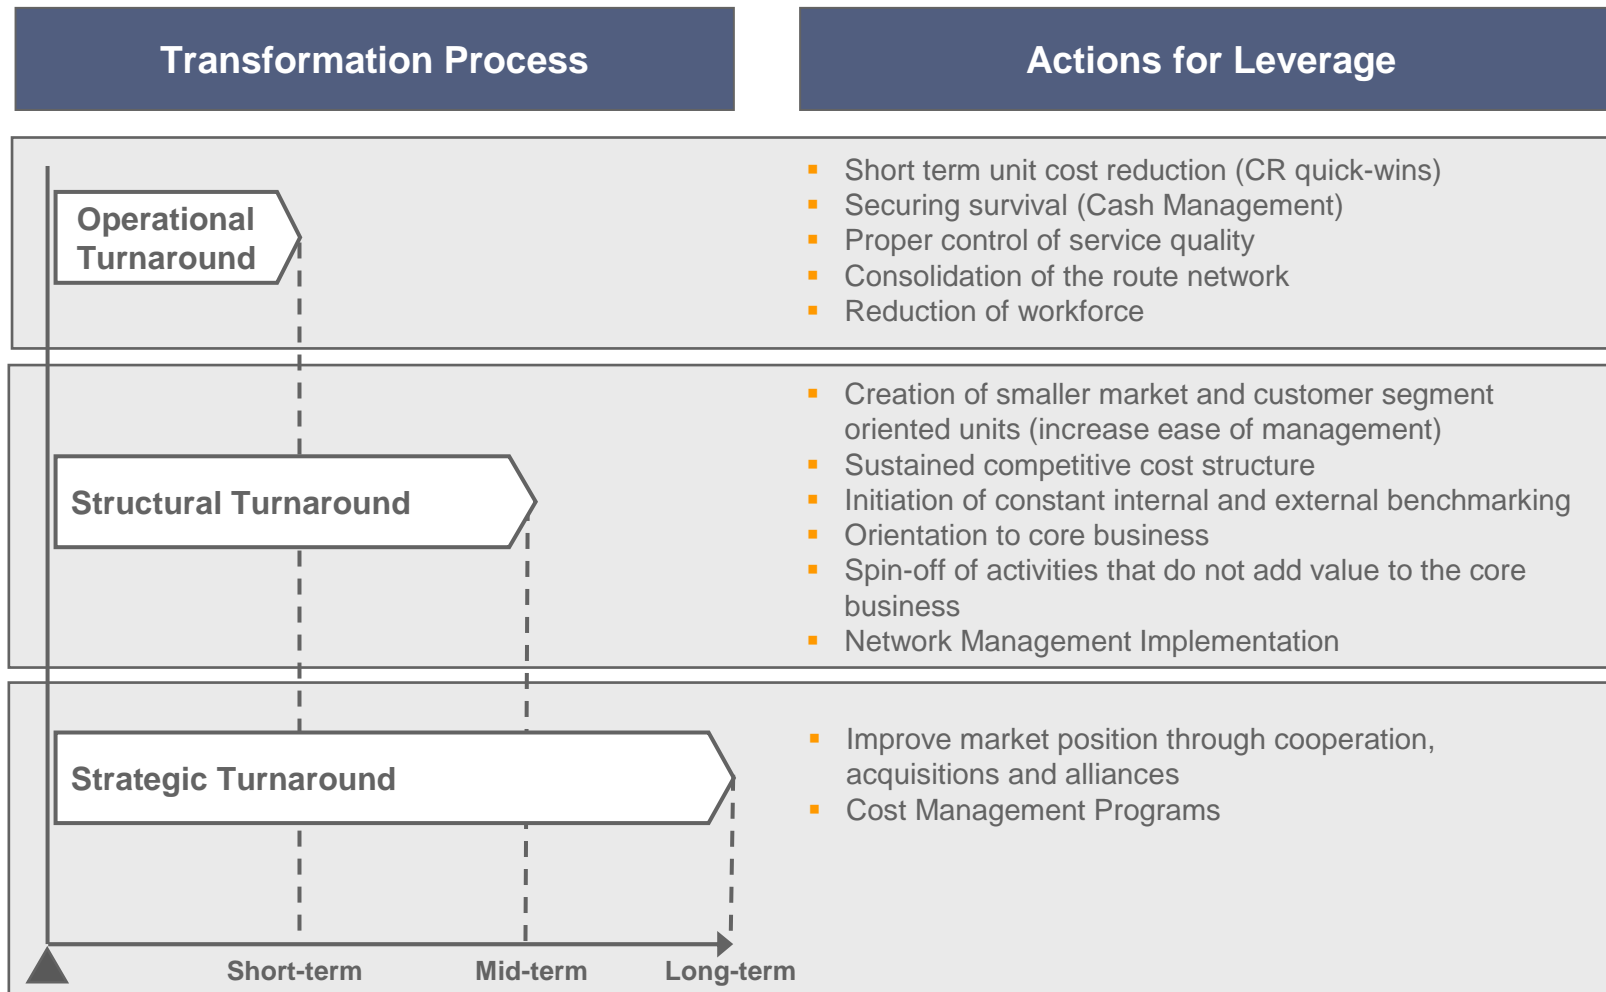 Transformation Process
Actions for Leverage
Operational
Turnaround
▪ Short term unit cost reduction (CR quick-wins)
▪ Securing survival (Cash Management)
▪ Proper control of service quality
▪ Consolidation of the route network
▪ Reduction of workforce
Structural Turnaround
▪ Creation of smaller market and customer segment
oriented units (increase ease of management)
▪ Sustained competitive cost structure
▪ Initiation of constant internal and external benchmarking
▪ Orientation to core business
▪ Spin-off of activities that do not add value to the core
business
▪ Network Management Implementation
Strategic Turnaround
▪ Improve market position through cooperation,
acquisitions and alliances
▪ Cost Management Programs
Short-term
Mid-term
Long-term